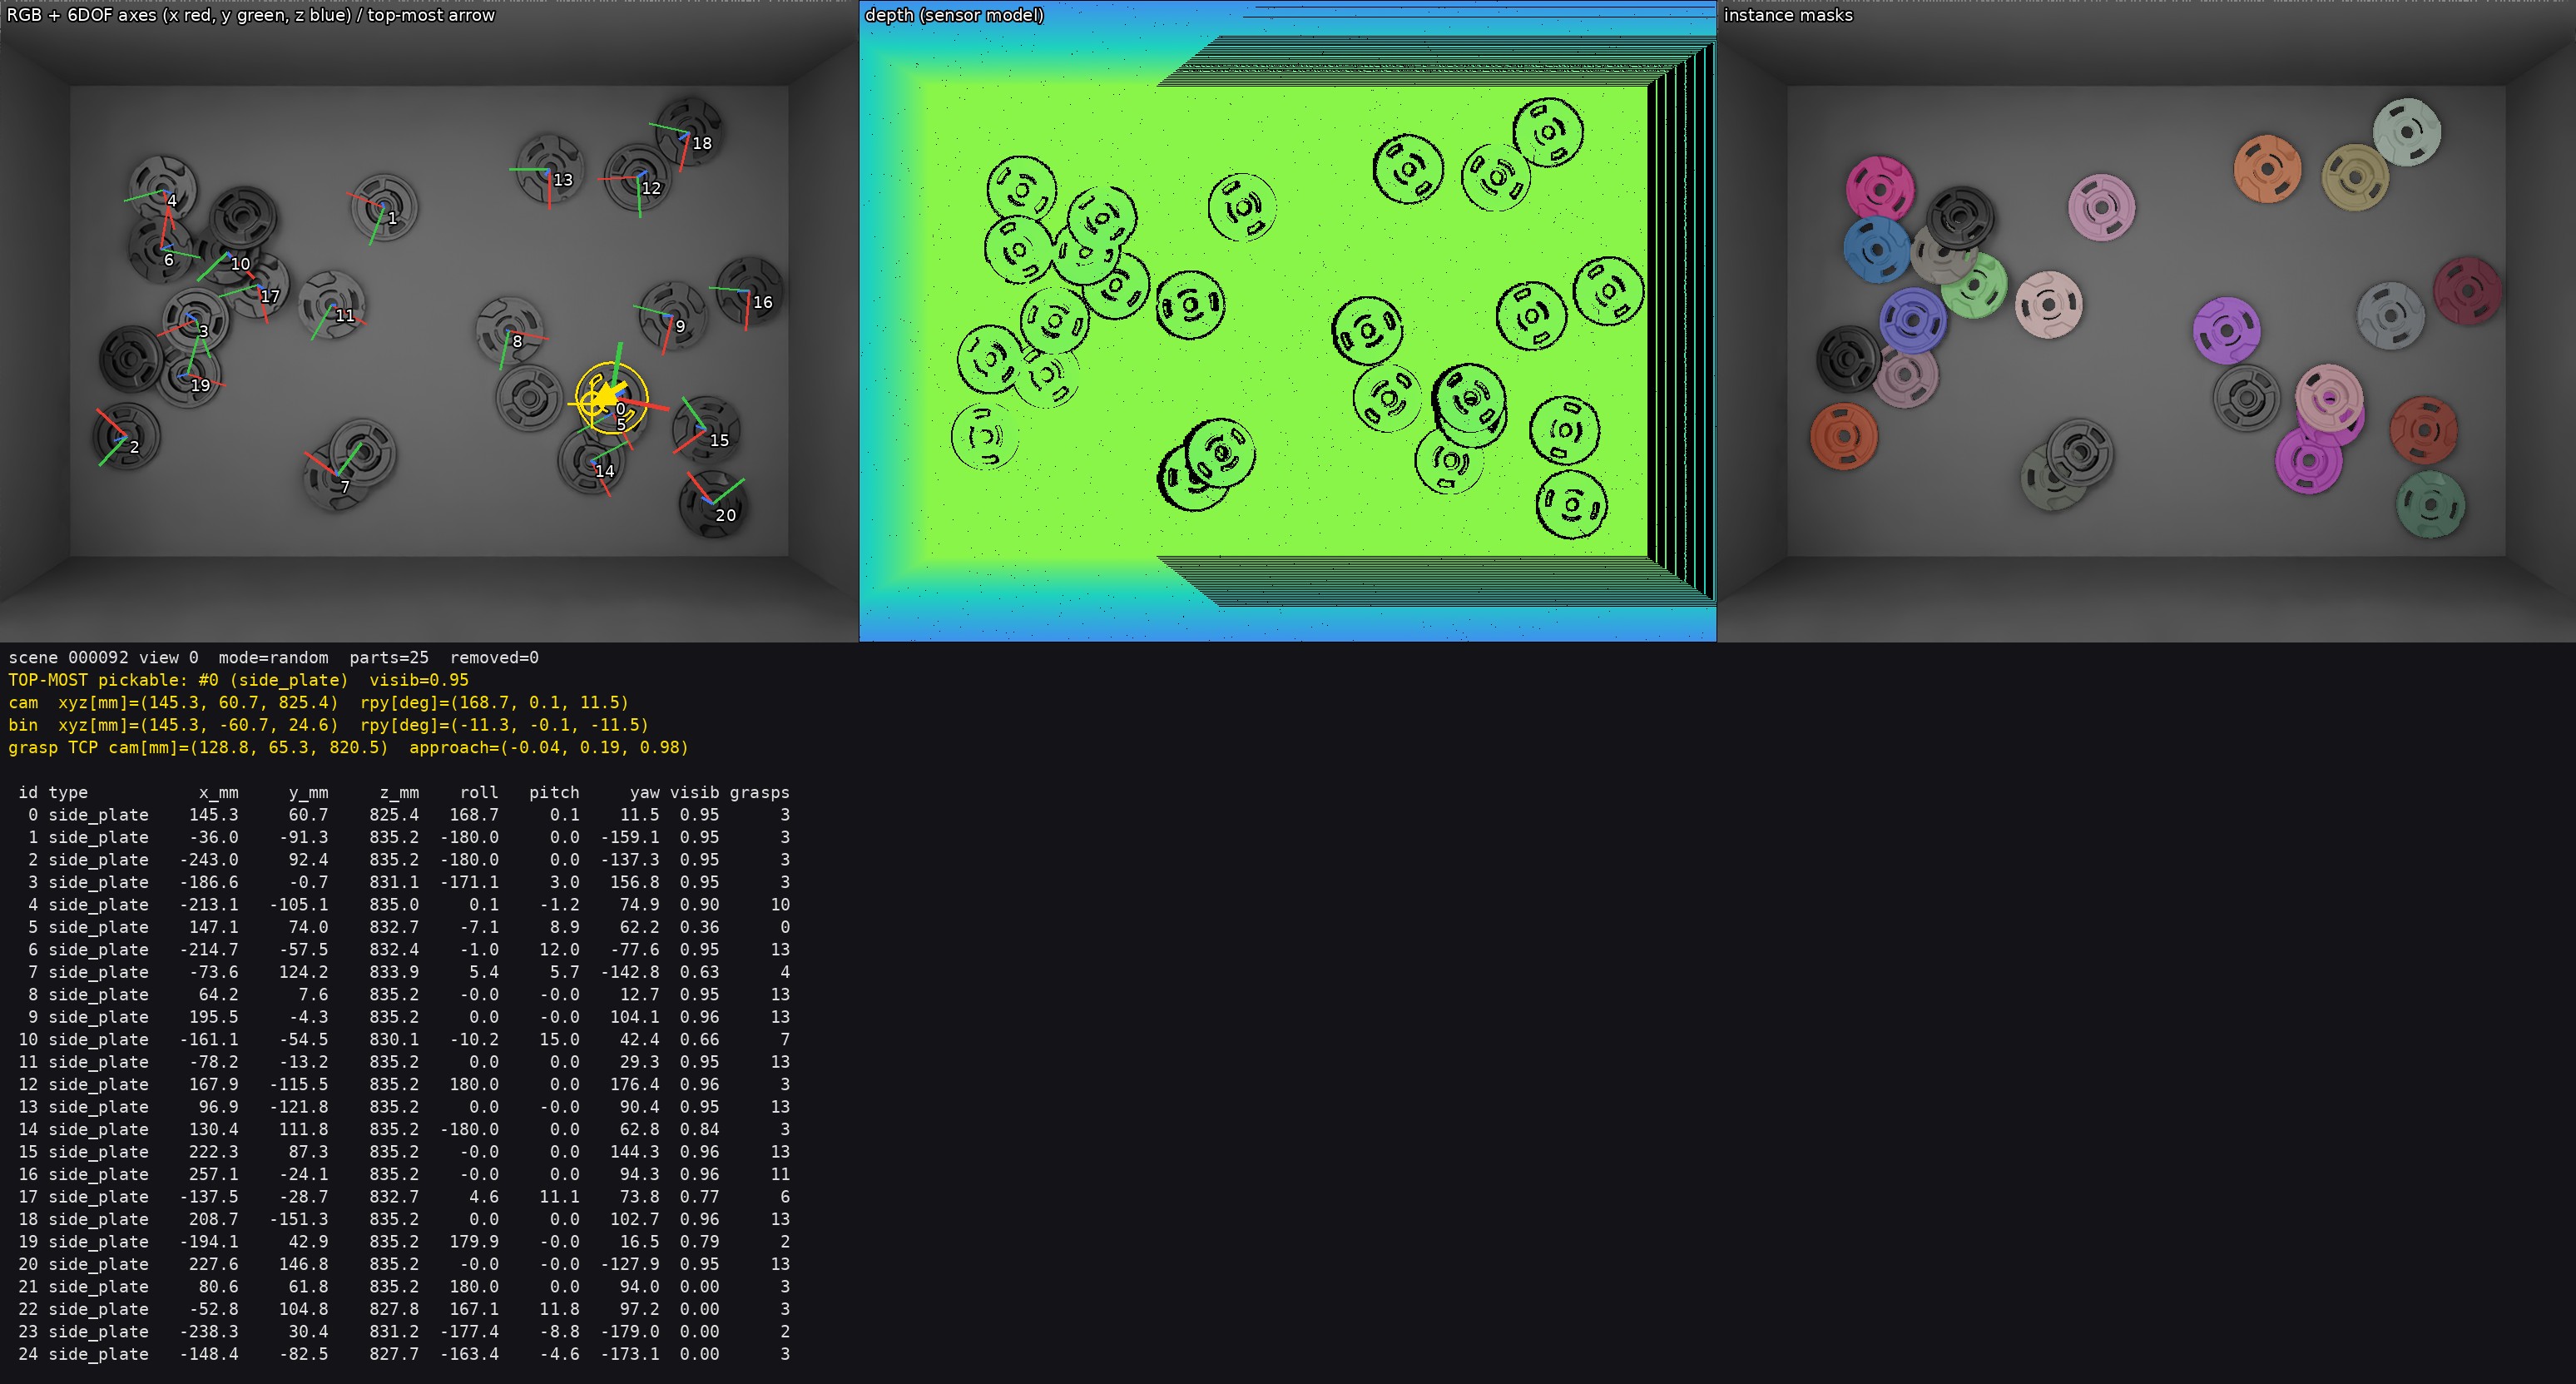 RGB + 6DOF axes (x red, y green, z blue) / top-most arrow
depth (sensor model)
instance masks
18
13
12
4
1
6
10
17
16
11
3
9
8
19
0
5
15
2
14
7
20
scene 000092 view 0  mode=random  parts=25  removed=0
TOP-MOST pickable: #0 (side_plate)  visib=0.95
cam  xyz[mm]=(145.3, 60.7, 825.4)  rpy[deg]=(168.7, 0.1, 11.5)
bin  xyz[mm]=(145.3, -60.7, 24.6)  rpy[deg]=(-11.3, -0.1, -11.5)
grasp TCP cam[mm]=(128.8, 65.3, 820.5)  approach=(-0.04, 0.19, 0.98)
id type x_mm y_mm z_mm roll pitch yaw visib grasps
0 side_plate 145.3 60.7 825.4 168.7 0.1 11.5 0.95 3
1 side_plate -36.0 -91.3 835.2 -180.0 0.0 -159.1 0.95 3
2 side_plate -243.0 92.4 835.2 -180.0 0.0 -137.3 0.95 3
3 side_plate -186.6 -0.7 831.1 -171.1 3.0 156.8 0.95 3
4 side_plate -213.1 -105.1 835.0 0.1 -1.2 74.9 0.90 10
5 side_plate 147.1 74.0 832.7 -7.1 8.9 62.2 0.36 0
6 side_plate -214.7 -57.5 832.4 -1.0 12.0 -77.6 0.95 13
7 side_plate -73.6 124.2 833.9 5.4 5.7 -142.8 0.63 4
8 side_plate 64.2 7.6 835.2 -0.0 -0.0 12.7 0.95 13
9 side_plate 195.5 -4.3 835.2 0.0 -0.0 104.1 0.96 13
10 side_plate -161.1 -54.5 830.1 -10.2 15.0 42.4 0.66 7
11 side_plate -78.2 -13.2 835.2 0.0 0.0 29.3 0.95 13
12 side_plate 167.9 -115.5 835.2 180.0 0.0 176.4 0.96 3
13 side_plate 96.9 -121.8 835.2 0.0 -0.0 90.4 0.95 13
14 side_plate 130.4 111.8 835.2 -180.0 0.0 62.8 0.84 3
15 side_plate 222.3 87.3 835.2 -0.0 0.0 144.3 0.96 13
16 side_plate 257.1 -24.1 835.2 -0.0 0.0 94.3 0.96 11
17 side_plate -137.5 -28.7 832.7 4.6 11.1 73.8 0.77 6
18 side_plate 208.7 -151.3 835.2 0.0 0.0 102.7 0.96 13
19 side_plate -194.1 42.9 835.2 179.9 -0.0 16.5 0.79 2
20 side_plate 227.6 146.8 835.2 -0.0 -0.0 -127.9 0.95 13
21 side_plate 80.6 61.8 835.2 180.0 0.0 94.0 0.00 3
22 side_plate -52.8 104.8 827.8 167.1 11.8 97.2 0.00 3
23 side_plate -238.3 30.4 831.2 -177.4 -8.8 -179.0 0.00 2
24 side_plate -148.4 -82.5 827.7 -163.4 -4.6 -173.1 0.00 3